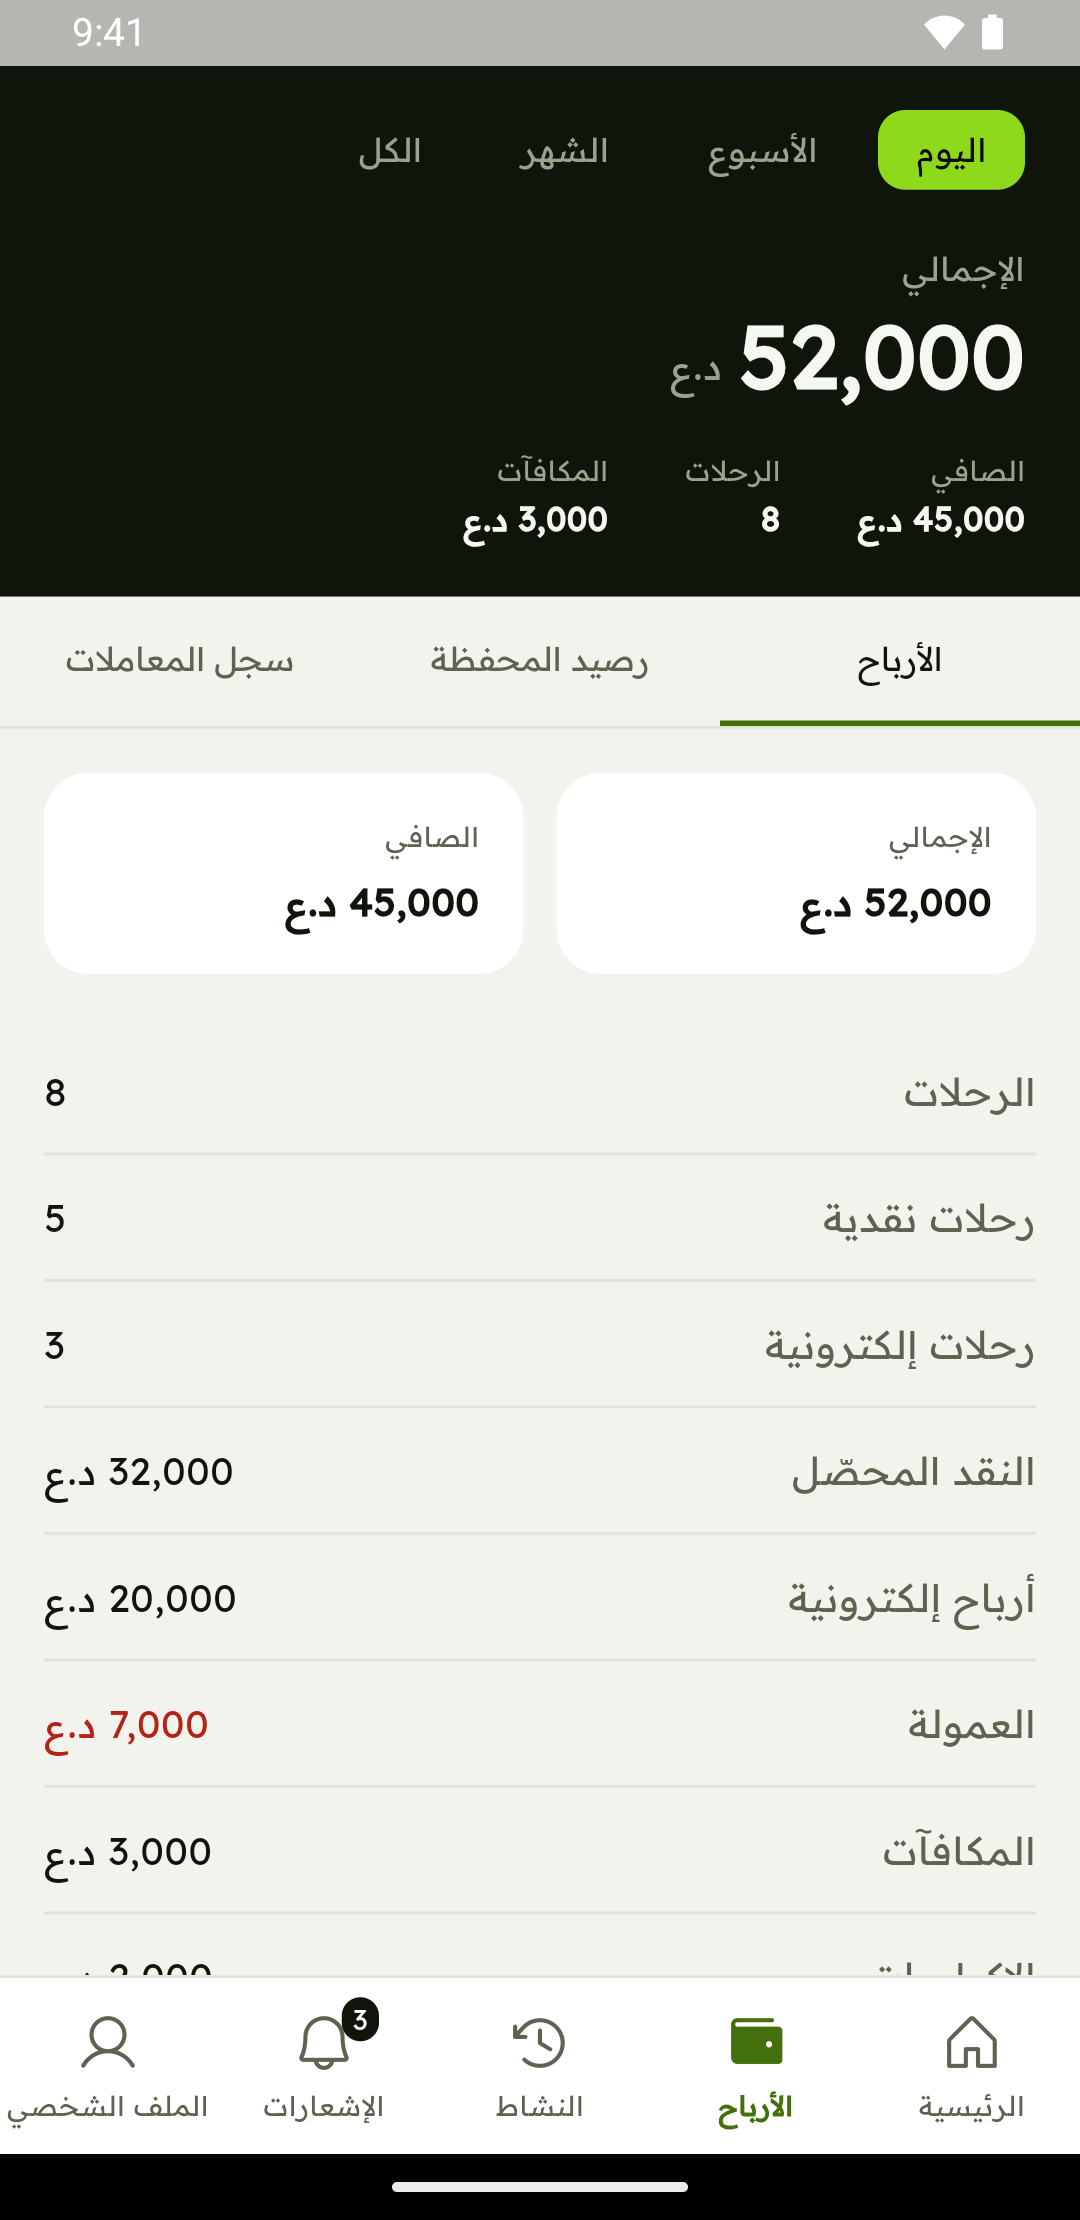 9:41
اليوم الأسبوع الشهر الكل
الإجمالي
52,000 د.ع
الصافي الرحلات المكافآت
45,000 د.ع 8 3,000 د.ع
الأرباح رصيد المحفظة سجل المعاملات
الإجمالي الصافي
52,000 د.ع 45,000 د.ع
الرحلات 8
رحلات نقدية 5
رحلات إلكترونية 3
النقد المحصّل 32,000 د.ع
أرباح إلكترونية 20,000 د.ع
العمولة 7,000 د.ع
المكافآت 3,000 د.ع
3
الرئيسية الأرباح النشاط الإشعارات الملف الشخصي